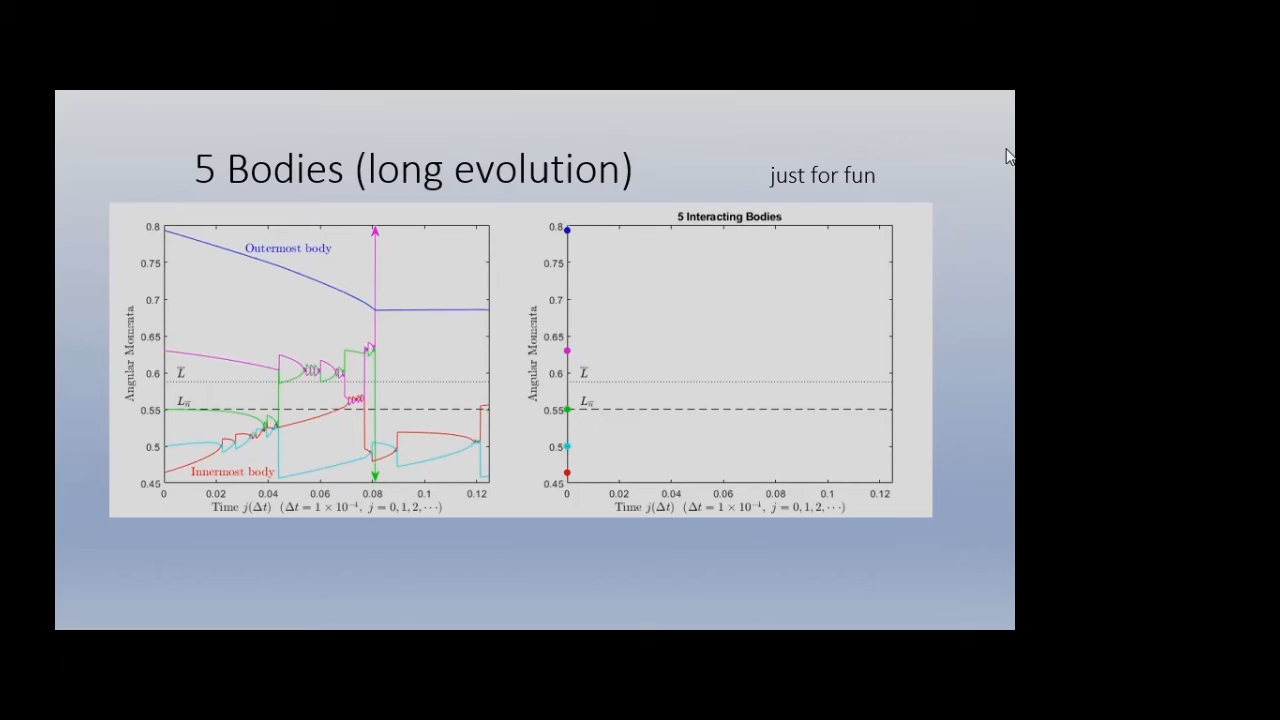 5 Bodies (long evolution)
just for fun
0.8
0.75
0.7
0.65
0.6
0.55
0.5
0.45
Angular Momenta
Outermost body
L̅
Lₙ̅
Innermost body
0 0.02 0.04 0.06 0.08 0.1 0.12
Time j(Δt) (Δt = 1 × 10⁻⁴, j = 0, 1, 2, ⋯)
5 Interacting Bodies
0.8
0.75
0.7
0.65
0.6
0.55
0.5
0.45
Angular Momenta
L̅
Lₙ̅
0 0.02 0.04 0.06 0.08 0.1 0.12
Time j(Δt) (Δt = 1 × 10⁻⁴, j = 0, 1, 2, ⋯)